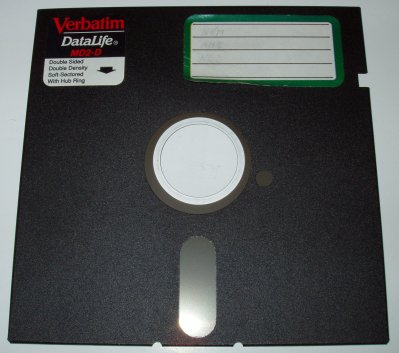 Verbatim
DataLife®
MD2-D
Double Sided
Double Density
Soft-Sectored
With Hub Ring